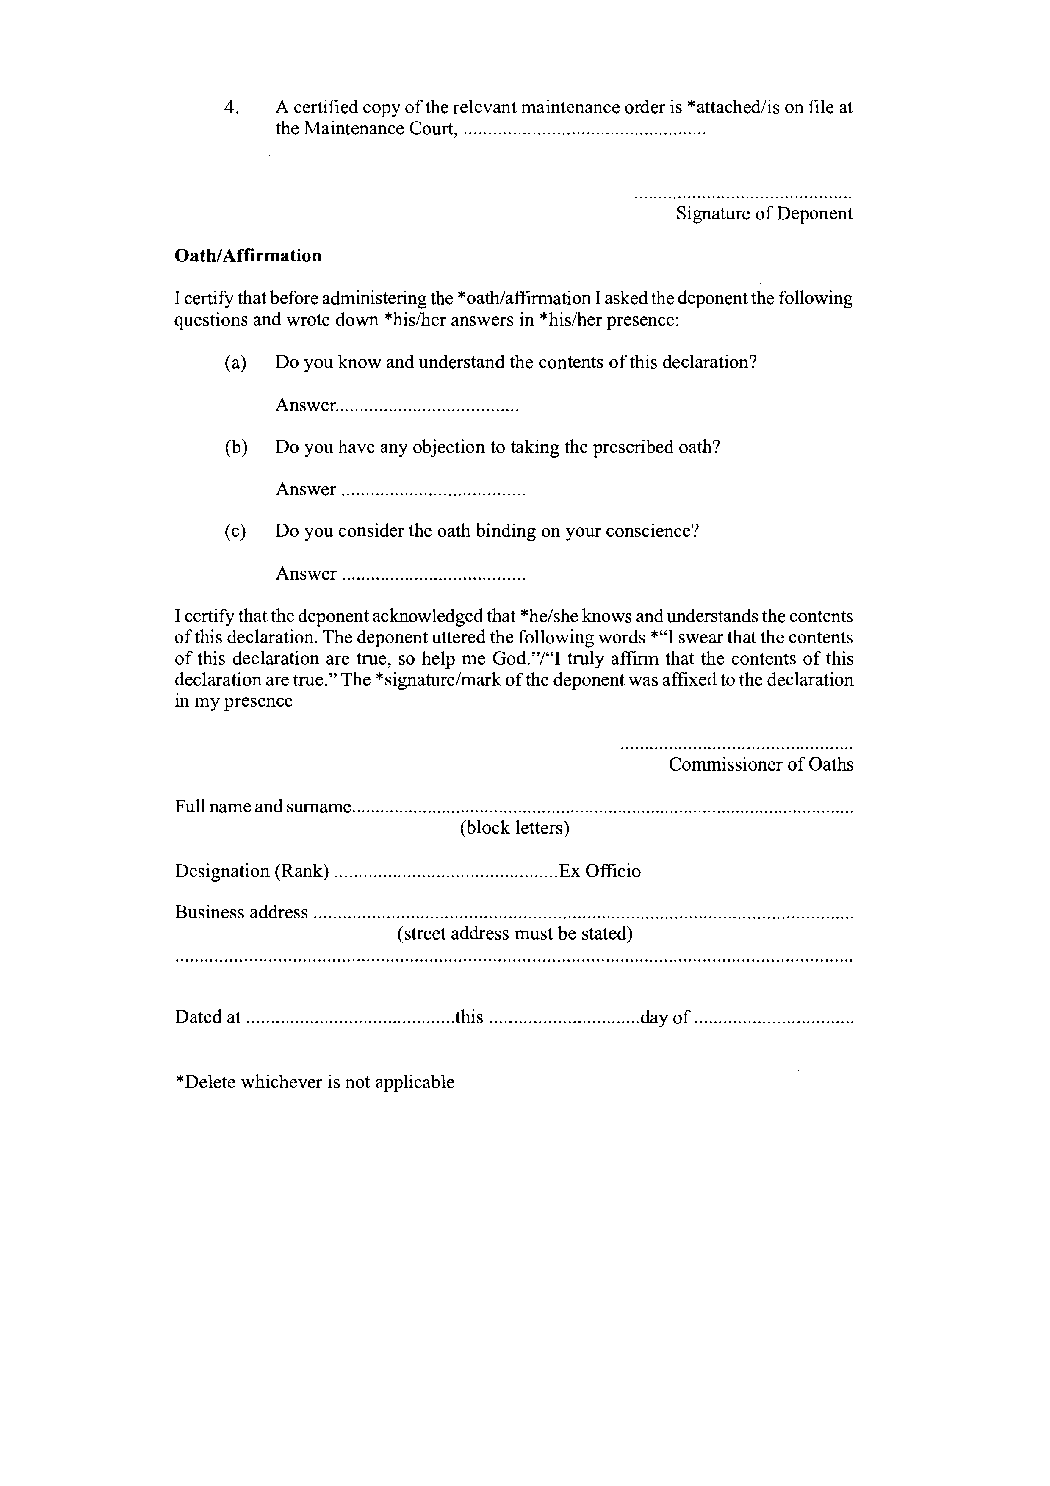 4. A certified copy of the relevant maintenance order is *attached/is on file at
the Maintenance Court, ..................................................
.............................................
Signature of Deponent
Oath/Affirmation
I certify that before administering the *oath/affirmation I asked the deponent the following
questions and wrote down *his/her answers in *his/her presence:
(a) Do you know and understand the contents of this declaration?
Answer......................................
(b) Do you have any objection to taking the prescribed oath?
Answer ......................................
(c) Do you consider the oath binding on your conscience?
Answer ......................................
I certify that the deponent acknowledged that *he/she knows and understands the contents
of this declaration. The deponent uttered the following words *“I swear that the contents
of this declaration are true, so help me God.”/“I truly affirm that the contents of this
declaration are true.” The *signature/mark of the deponent was affixed to the declaration
in my presence
................................................
Commissioner of Oaths
Full name and surname........................................................................................................
(block letters)
Designation (Rank) ..............................................Ex Officio
Business address ................................................................................................................
(street address must be stated)
............................................................................................................................................
Dated at ...........................................this ...............................day of .................................
*Delete whichever is not applicable